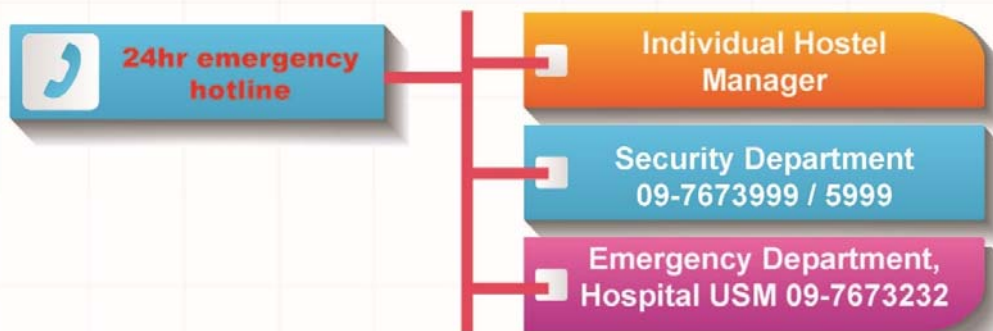 24hr emergency
hotline
Individual Hostel
Manager
Security Department
09-7673999 / 5999
Emergency Department,
Hospital USM 09-7673232